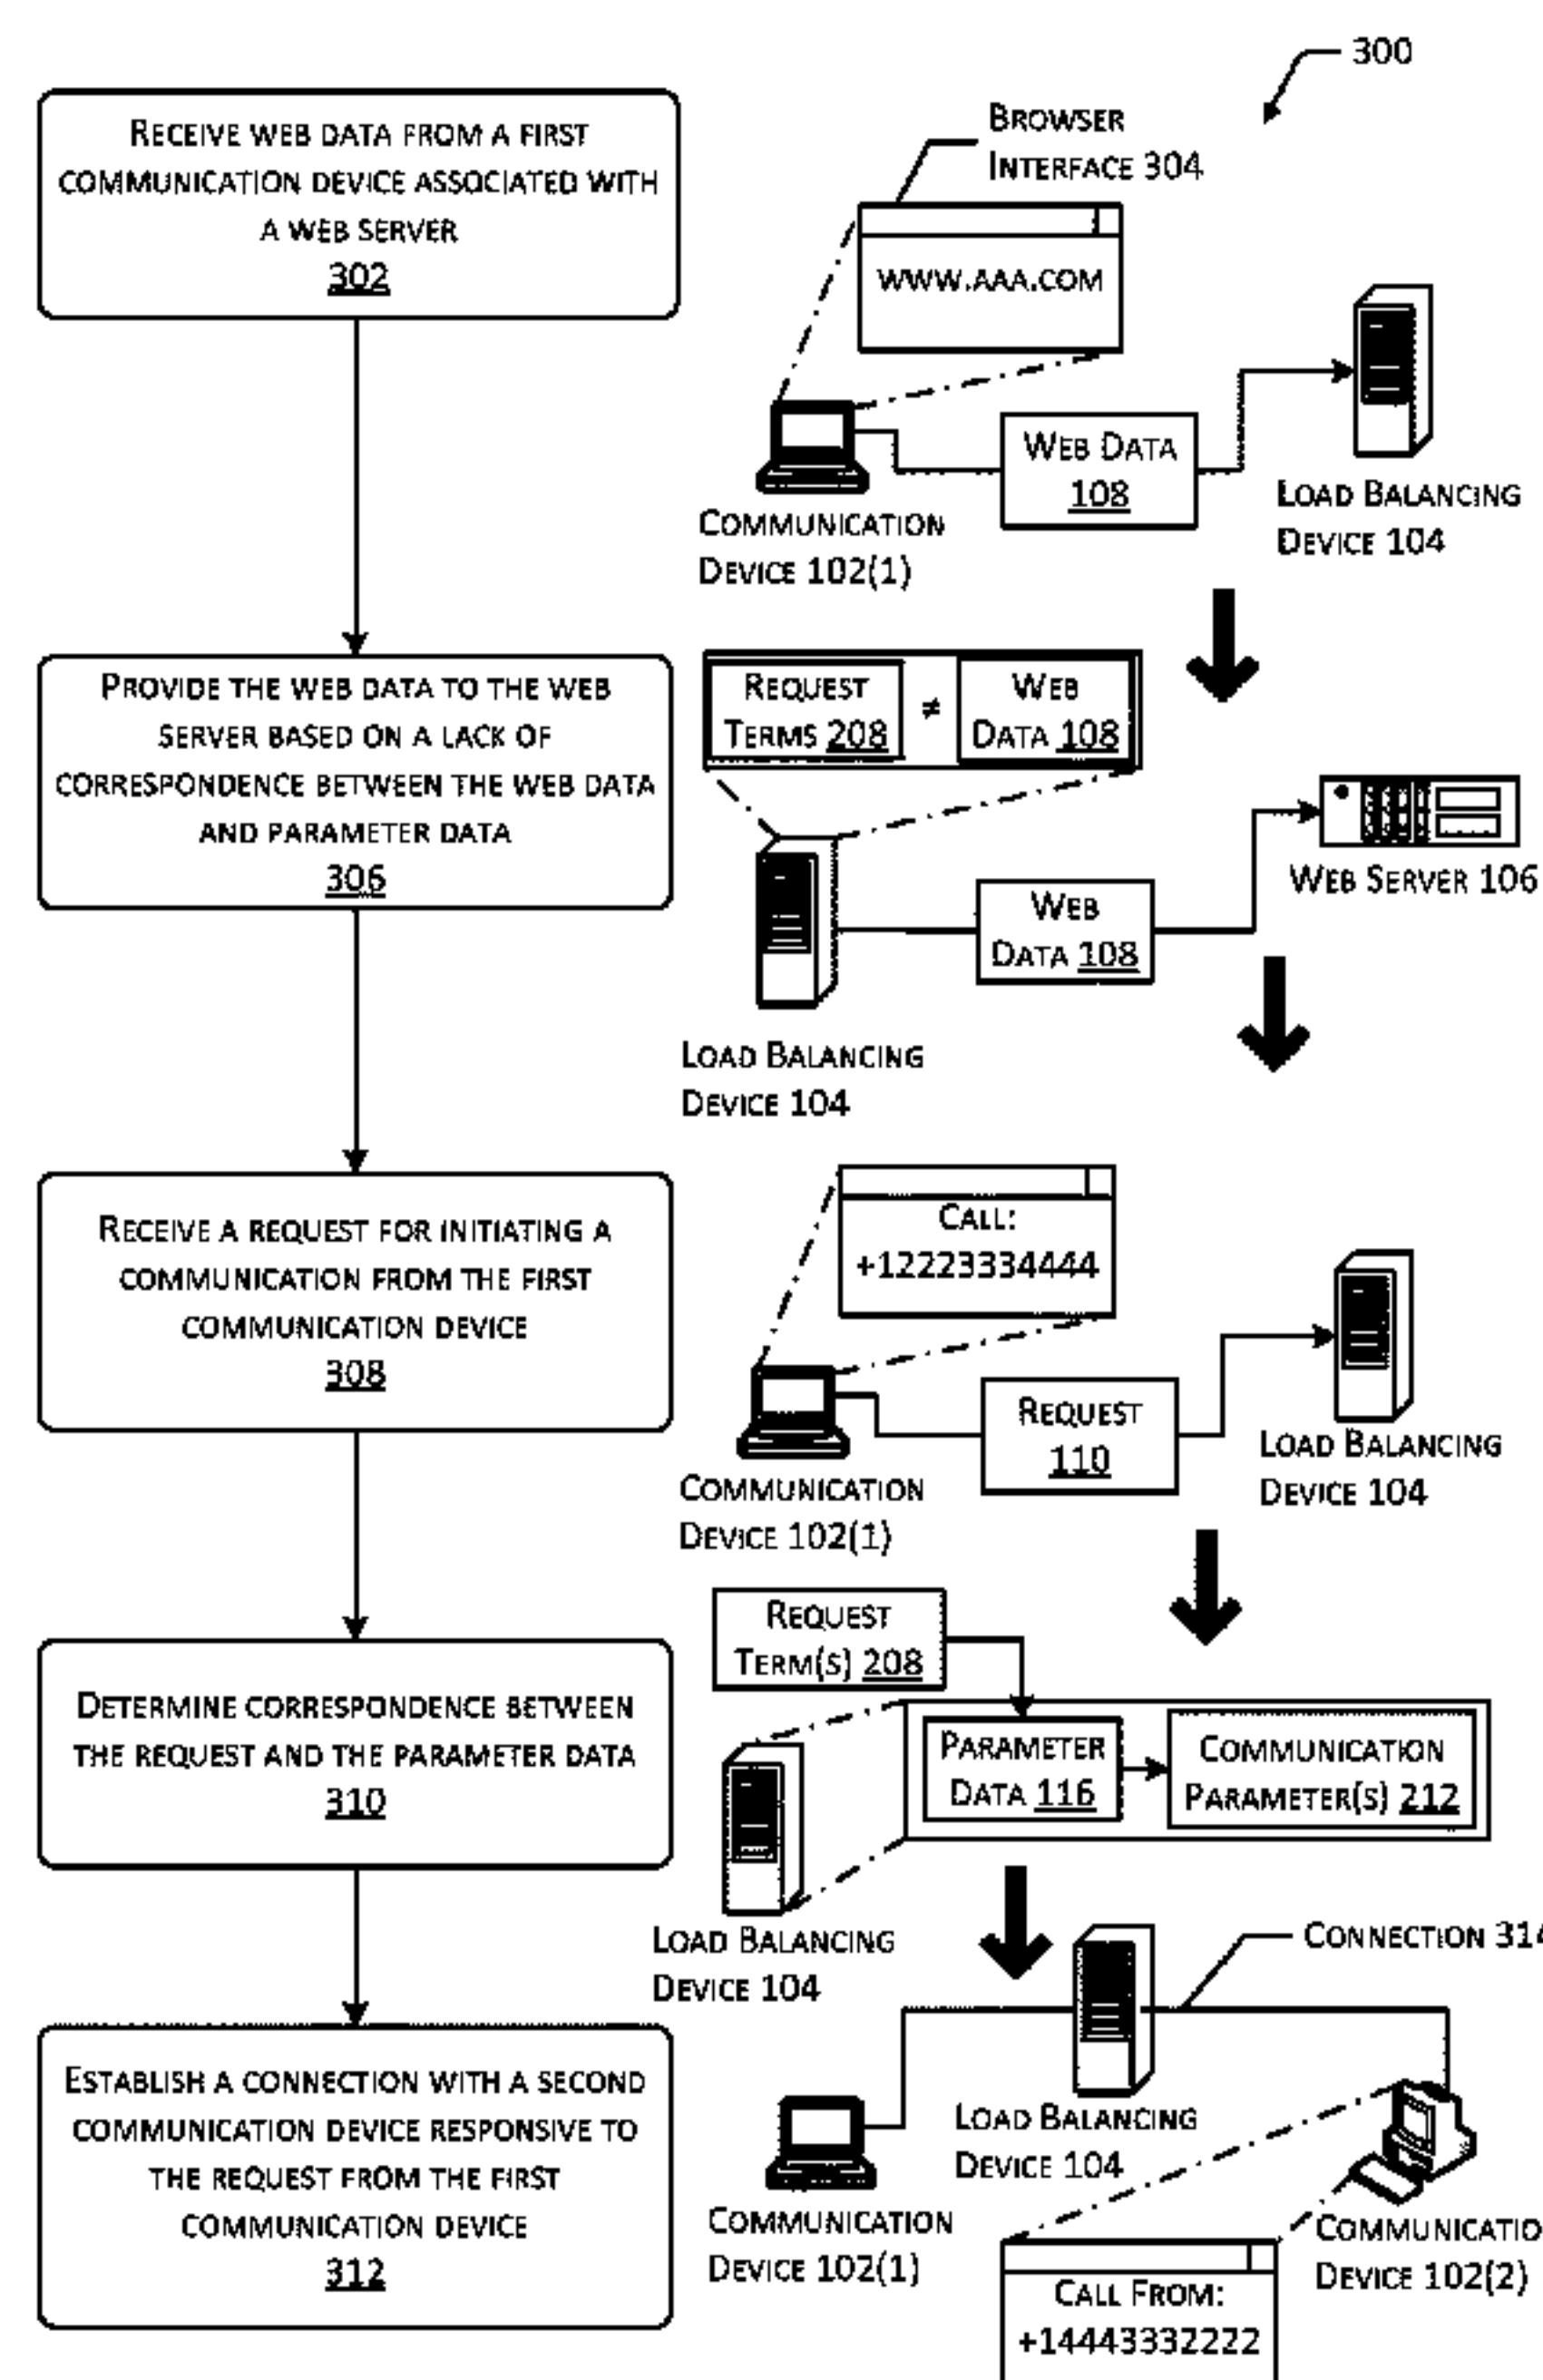 300
RECEIVE WEB DATA FROM A FIRST
COMMUNICATION DEVICE ASSOCIATED WITH
A WEB SERVER
302
BROWSER
INTERFACE 304
WWW.AAA.COM
WEB DATA
108
COMMUNICATION
DEVICE 102(1)
LOAD BALANCING
DEVICE 104
PROVIDE THE WEB DATA TO THE WEB
SERVER BASED ON A LACK OF
CORRESPONDENCE BETWEEN THE WEB DATA
AND PARAMETER DATA
306
REQUEST
TERMS 208
≠
WEB
DATA 108
WEB
DATA 108
WEB SERVER 106
LOAD BALANCING
DEVICE 104
RECEIVE A REQUEST FOR INITIATING A
COMMUNICATION FROM THE FIRST
COMMUNICATION DEVICE
308
CALL:
+12223334444
REQUEST
110
COMMUNICATION
DEVICE 102(1)
LOAD BALANCING
DEVICE 104
DETERMINE CORRESPONDENCE BETWEEN
THE REQUEST AND THE PARAMETER DATA
310
REQUEST
TERM(S) 208
PARAMETER
DATA 116
COMMUNICATION
PARAMETER(S) 212
LOAD BALANCING
DEVICE 104
ESTABLISH A CONNECTION WITH A SECOND
COMMUNICATION DEVICE RESPONSIVE TO
THE REQUEST FROM THE FIRST
COMMUNICATION DEVICE
312
CONNECTION 314
LOAD BALANCING
DEVICE 104
COMMUNICATION
DEVICE 102(1)
COMMUNICATIO
DEVICE 102(2)
CALL FROM:
+14443332222